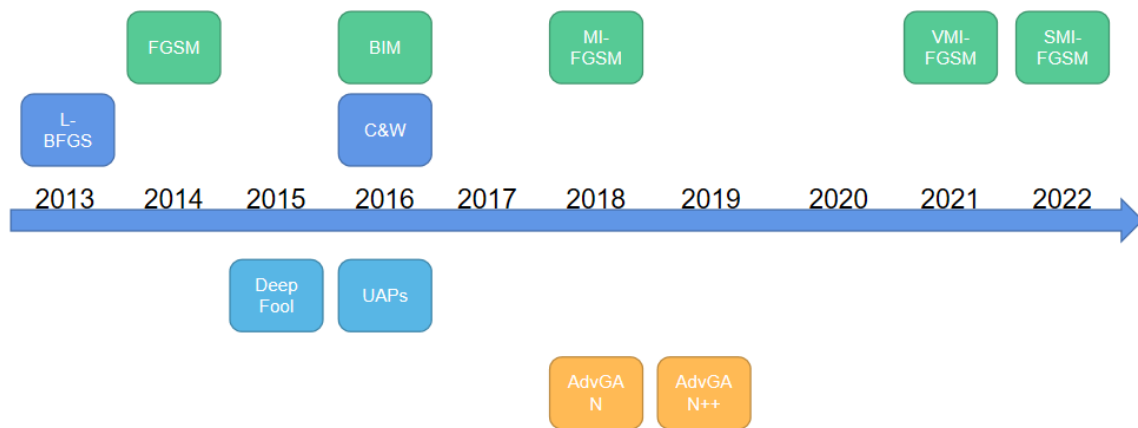 FGSM
BIM
MI-
FGSM
VMI-
FGSM
SMI-
FGSM
L-
BFGS
C&W
2013 2014 2015 2016 2017 2018 2019 2020 2021 2022
Deep
Fool
UAPs
AdvGA
N
AdvGA
N++